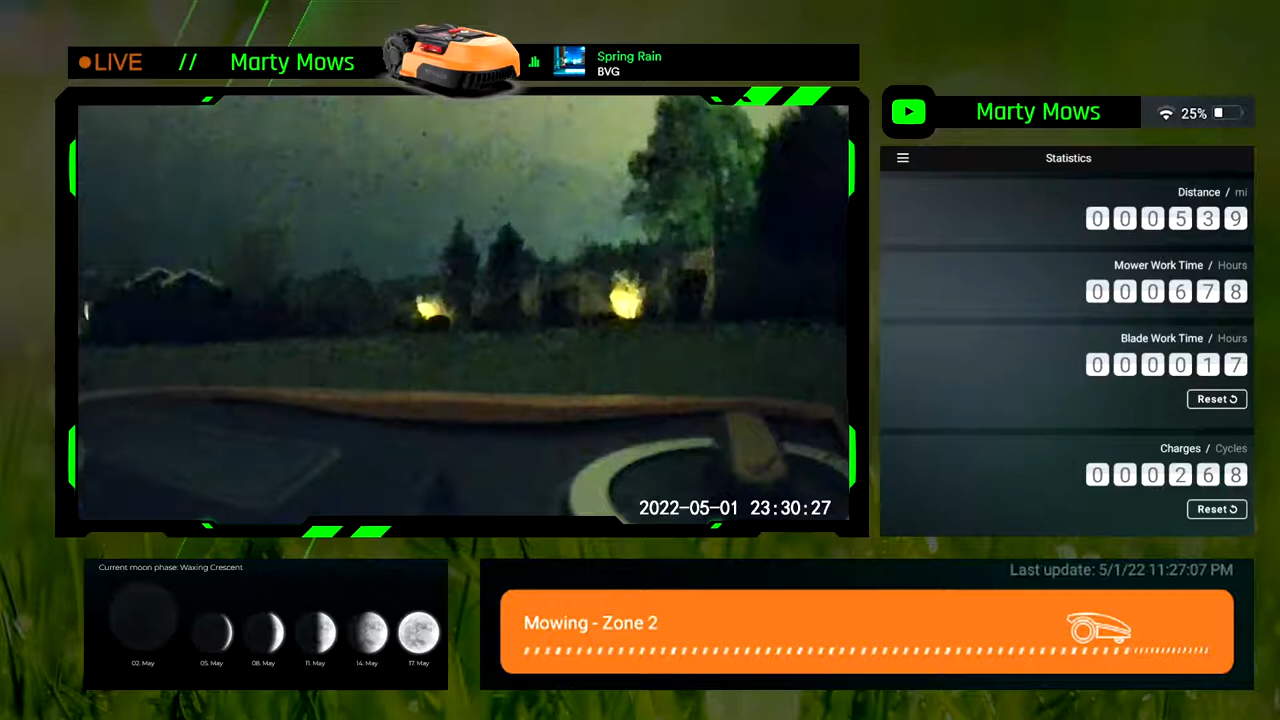 LIVE // Marty Mows
Spring Rain
BVG
Marty Mows
25%
Statistics
Distance / mi
000539
Mower Work Time / Hours
000678
Blade Work Time / Hours
000017
Reset
Charges / Cycles
000268
Reset
2022-05-01 23:30:27
Current moon phase: Waxing Crescent
02. May 05. May 08. May 11. May 14. May 17. May
Last update: 5/1/22 11:27:07 PM
Mowing - Zone 2